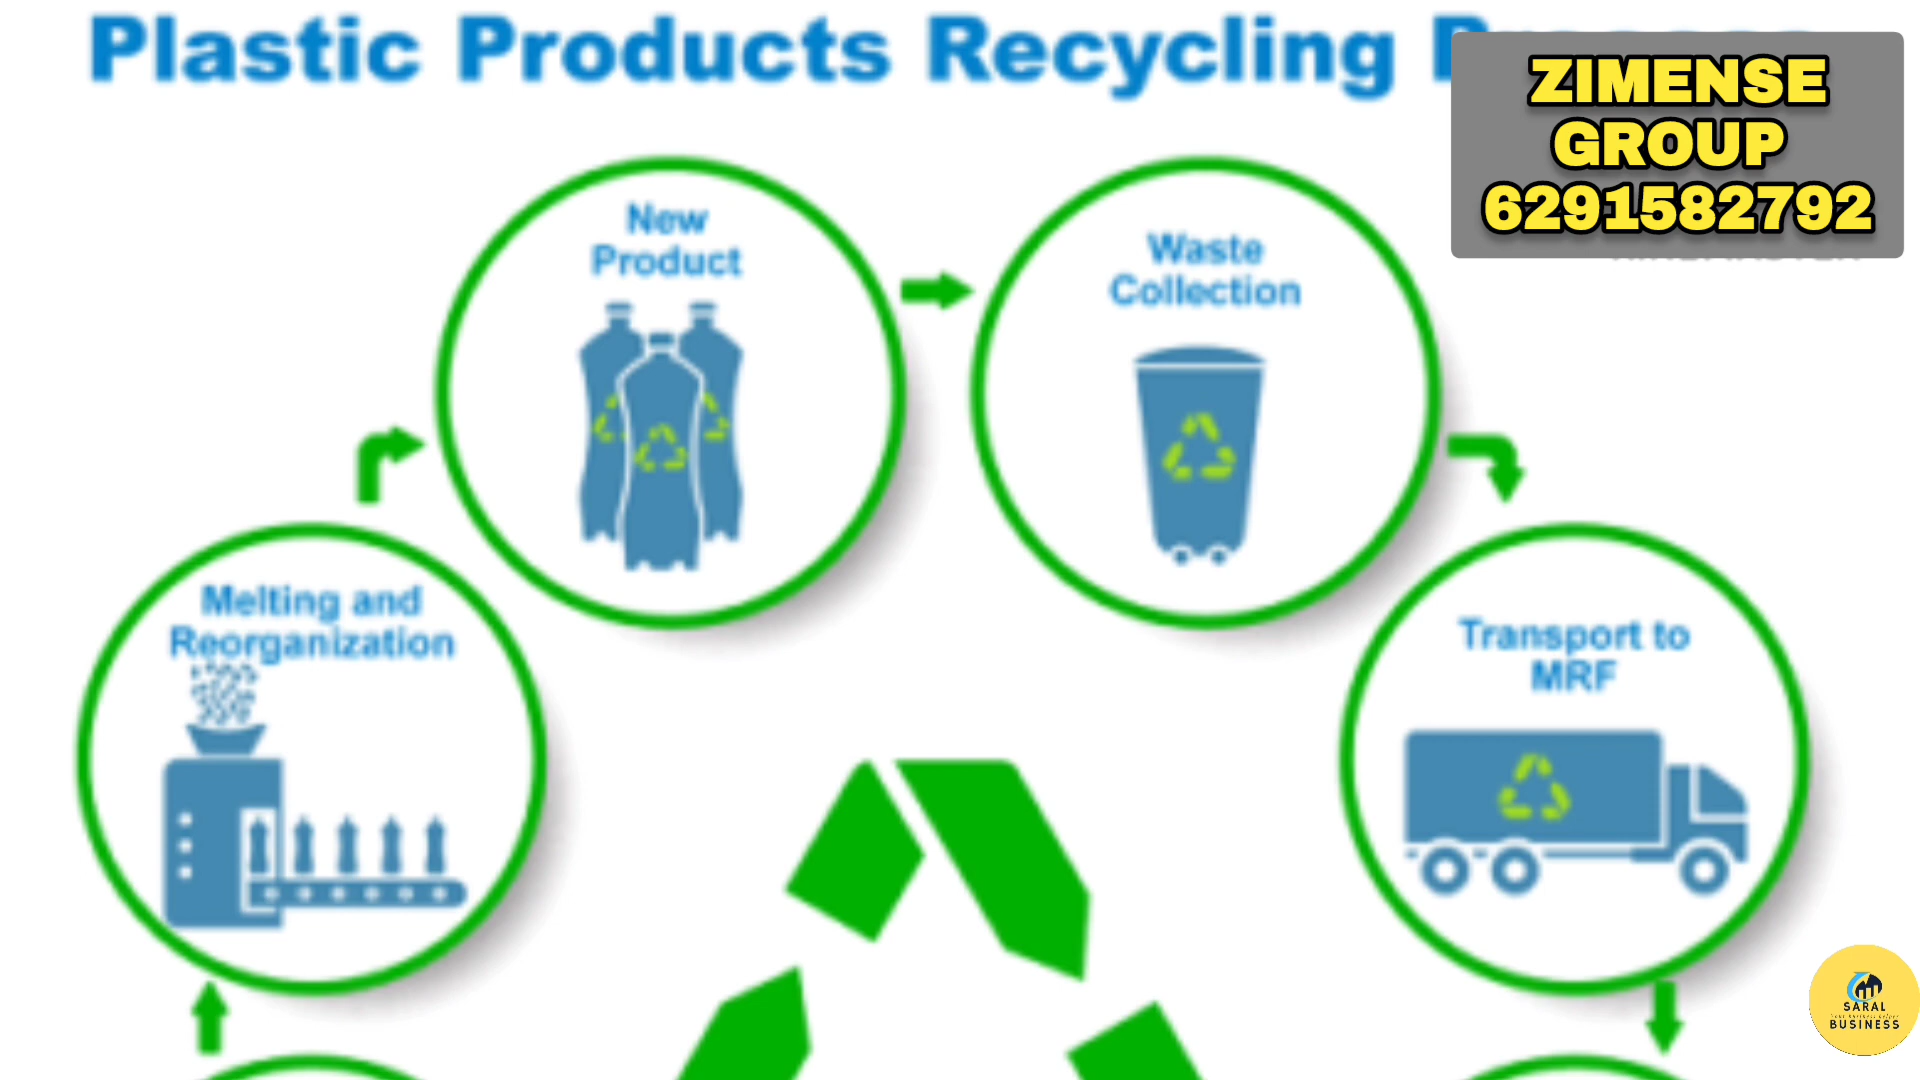 Plastic Products Recycling
ZIMENSE
GROUP
6291582792
New
Product
Waste
Collection
Melting and
Reorganization
Transport to
MRF
SARAL
BUSINESS